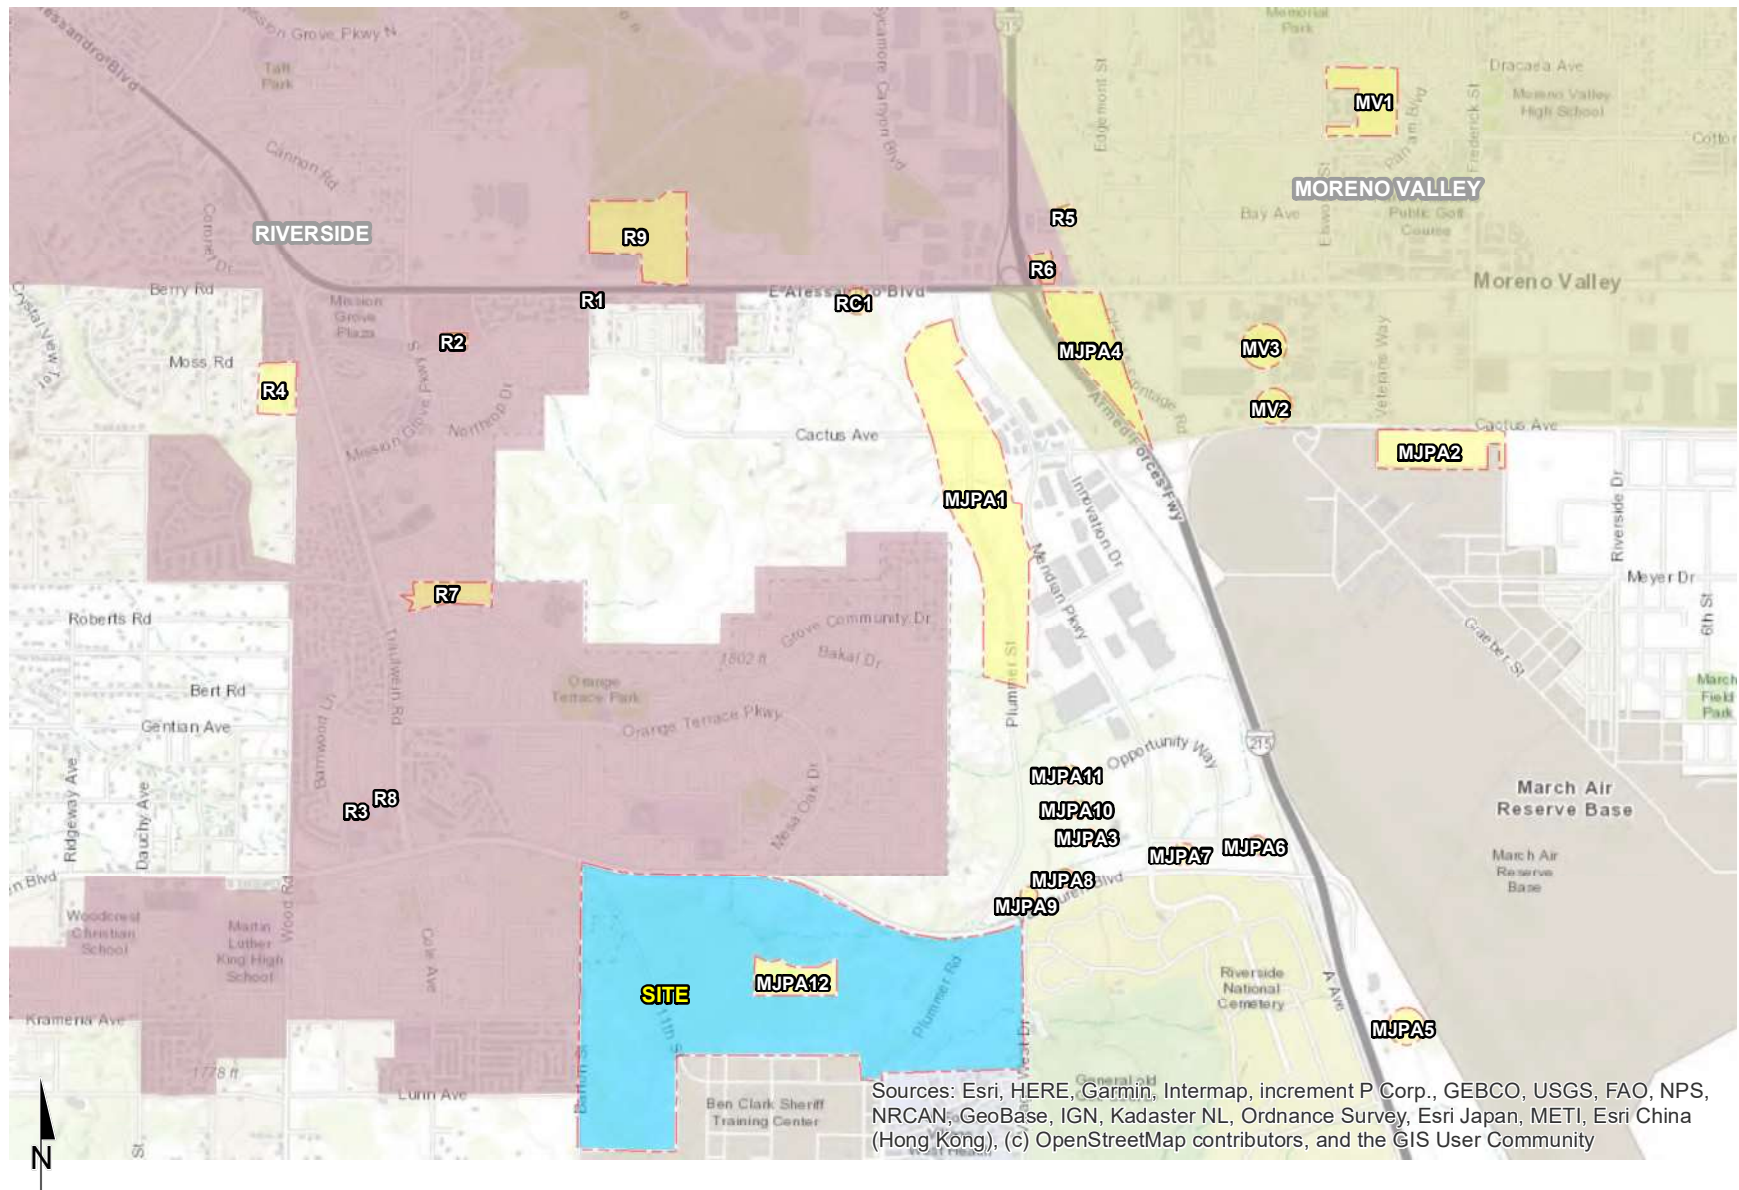 Mission Grove Pkwy N
Sycamore Canyon Blvd
215
Memorial
Park
Taft
Park
Edgemont St
Dracaea Ave
Moreno Valley
High School
MV1
Frederick St
Cannon Rd
MORENO VALLEY
Bay Ave
Public Golf
Course
RIVERSIDE
R9
R5
R6
Berry Rd
Mission
Grove
Plaza
R1
E Alessandro Blvd
RC1
Moreno Valley
Crystal View Ter
Moss Rd
R2
R4
S Mission Grove Pkwy
Northrop Dr
MJPA4
MV3
MV2
Veterans Way
Cactus Ave
Cactus Ave
MJPA2
Armed Forces Fwy
MJPA1
Innovation Dr
Meridian Pkwy
Riverside Dr
Meyer Dr
6th St
Graeber St
R7
Roberts Rd
Trautwein Rd
Grove Community Dr
Bakal Dr
1802 ft
Bert Rd
Gentian Ave
Orange
Terrace Park
Orange Terrace Pkwy
Plummer St
March
Field
Park
Barnwood Ln
Ridgeway Ave
Dauchy Ave
R3
R8
Mesa Oak Dr
Opportunity Way
215
MJPA11
MJPA10
MJPA3
MJPA7
MJPA6
MJPA8
MJPA9
March Air
Reserve Base
March Air
Reserve
Base
Woodcrest
Christian
School
Martin
Luther
King High
School
Wood Rd
Cole Ave
Krameria Ave
1778 ft
Lurin Ave
SITE
MJPA12
11th S
Plummer Rd
Barton St
Riverside
National
Cemetery
A Ave
MJPA5
Ben Clark Sheriff
Training Center
N
Sources: Esri, HERE, Garmin, Intermap, increment P Corp., GEBCO, USGS, FAO, NPS,
NRCAN, GeoBase, IGN, Kadaster NL, Ordnance Survey, Esri Japan, METI, Esri China
(Hong Kong), (c) OpenStreetMap contributors, and the GIS User Community